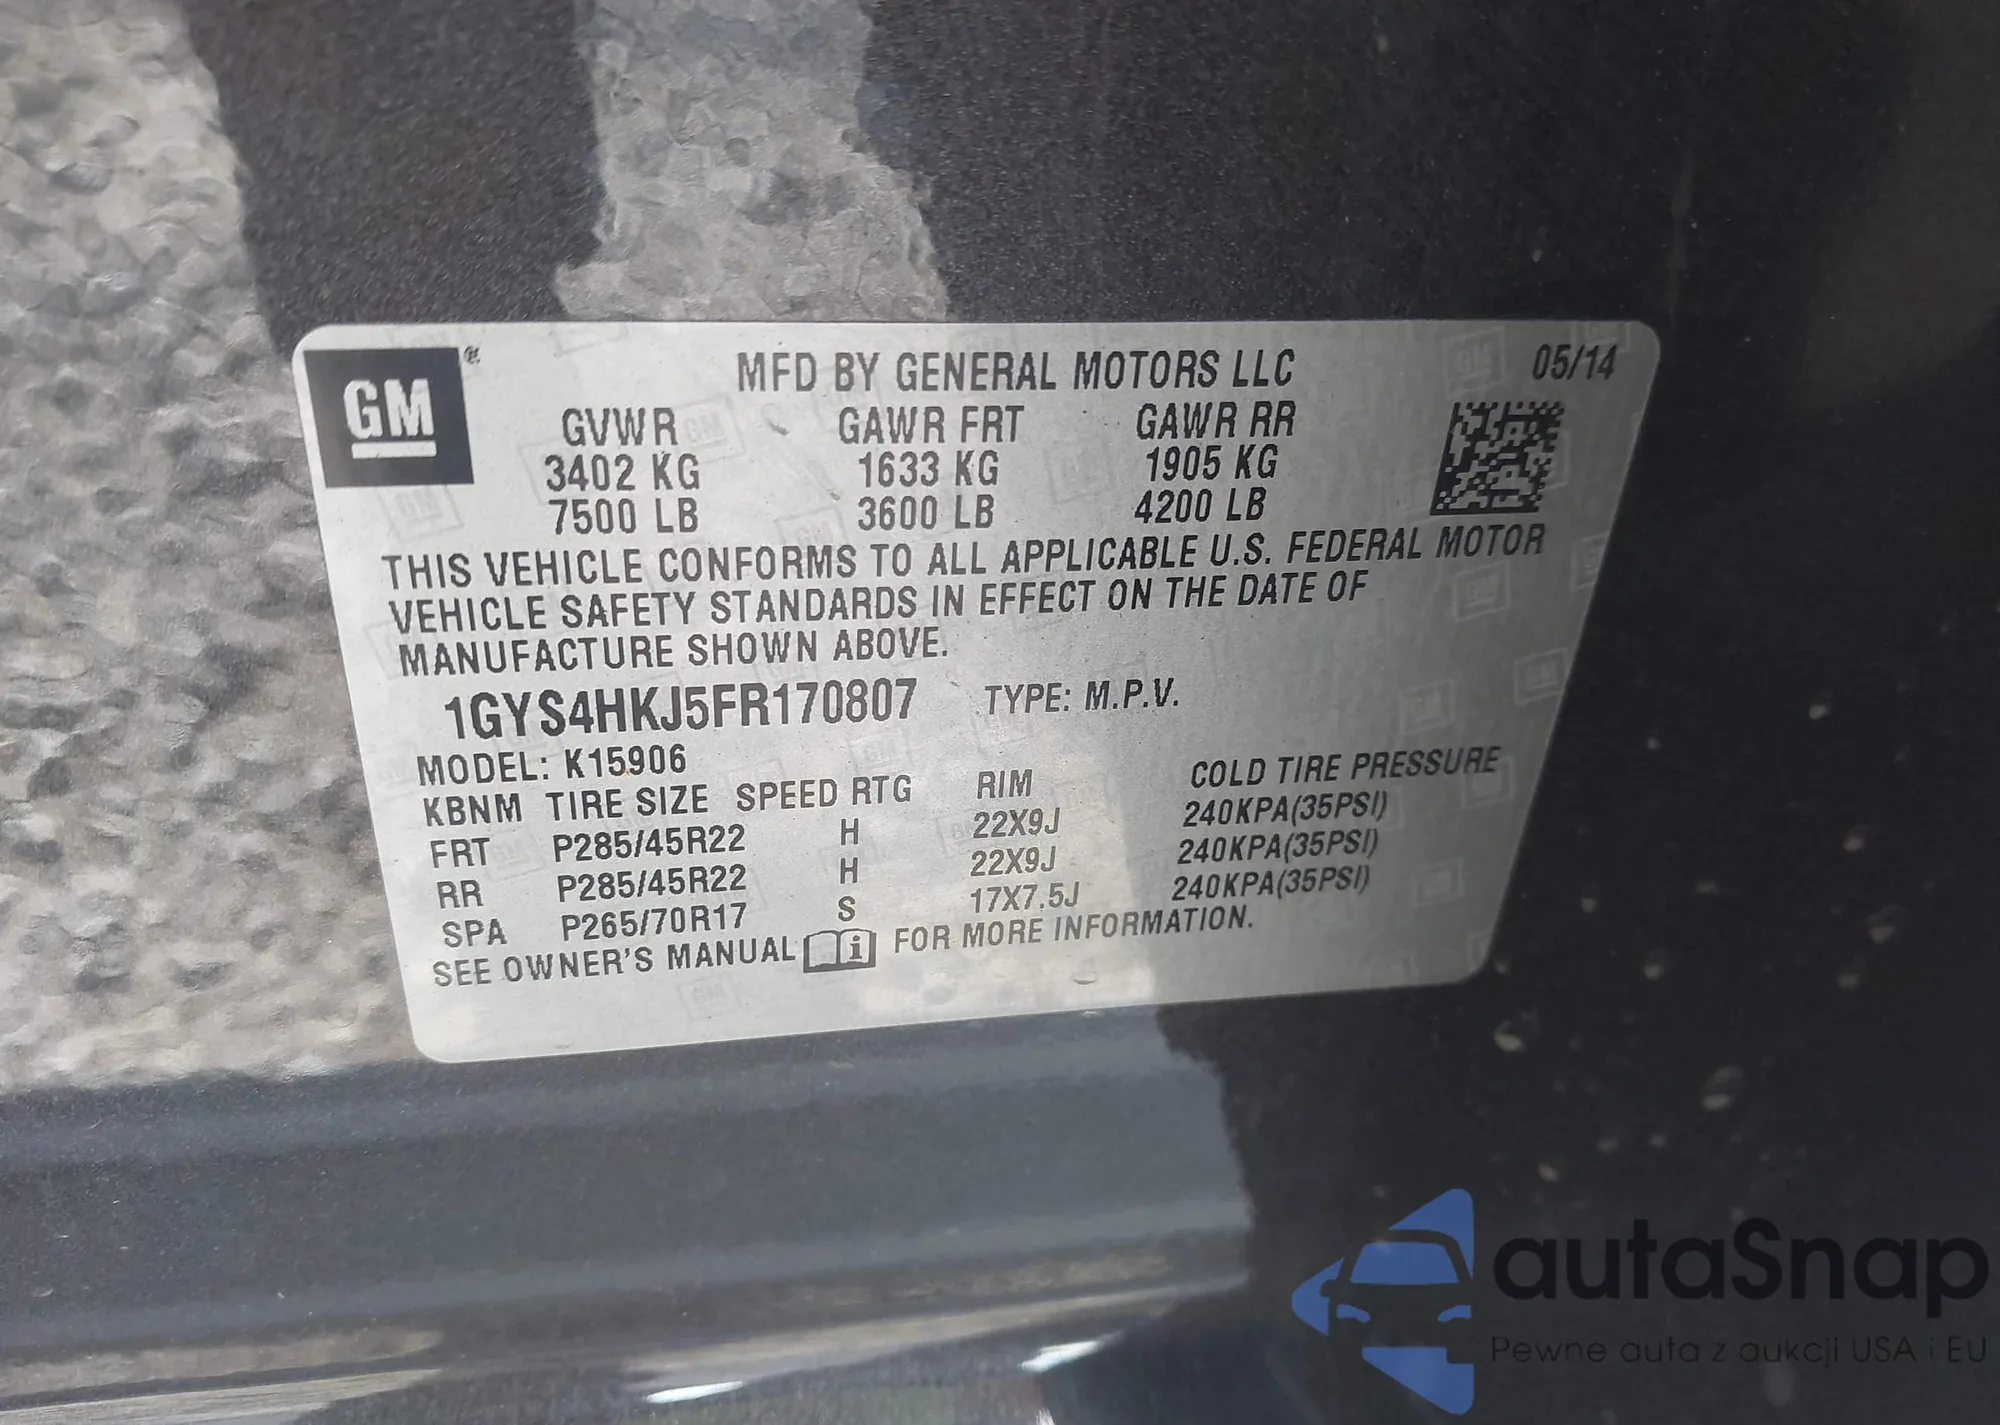 GM®
MFD BY GENERAL MOTORS LLC 05/14
GVWR GAWR FRT GAWR RR
3402 KG 1633 KG 1905 KG
7500 LB 3600 LB 4200 LB
THIS VEHICLE CONFORMS TO ALL APPLICABLE U.S. FEDERAL MOTOR
VEHICLE SAFETY STANDARDS IN EFFECT ON THE DATE OF
MANUFACTURE SHOWN ABOVE.
1GYS4HKJ5FR170807 TYPE: M.P.V.
MODEL: K15906
KBNM TIRE SIZE SPEED RTG RIM COLD TIRE PRESSURE
FRT P285/45R22 H 22X9J 240KPA(35PSI)
RR P285/45R22 H 22X9J 240KPA(35PSI)
SPA P265/70R17 S 17X7.5J 240KPA(35PSI)
SEE OWNER'S MANUAL i FOR MORE INFORMATION.
autaSnap
Pewne auta z aukcji USA i EU